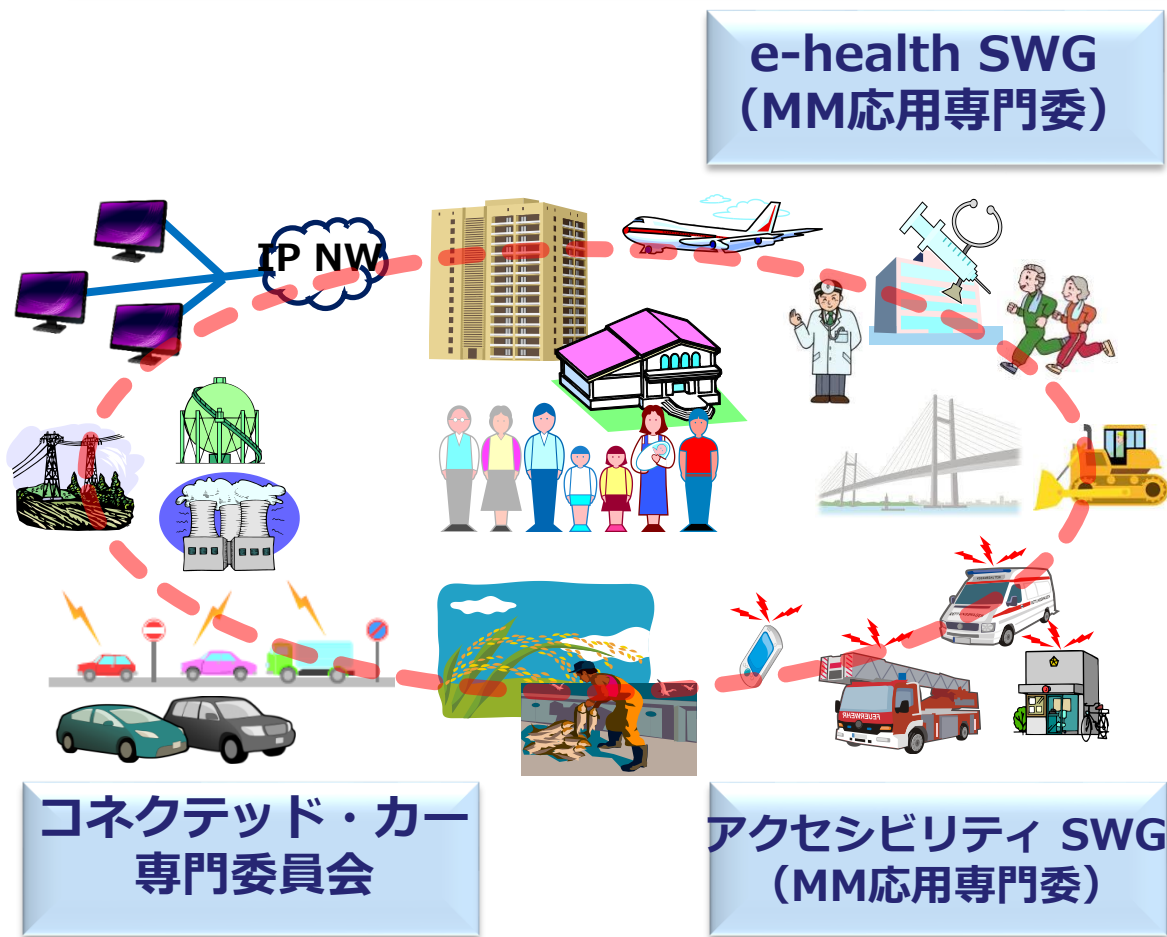 e-health SWG
（MM応用専門委）
IP NW
FEUERWEHR
コネクテッド・カー
専門委員会
アクセシビリティ SWG
（MM応用専門委）